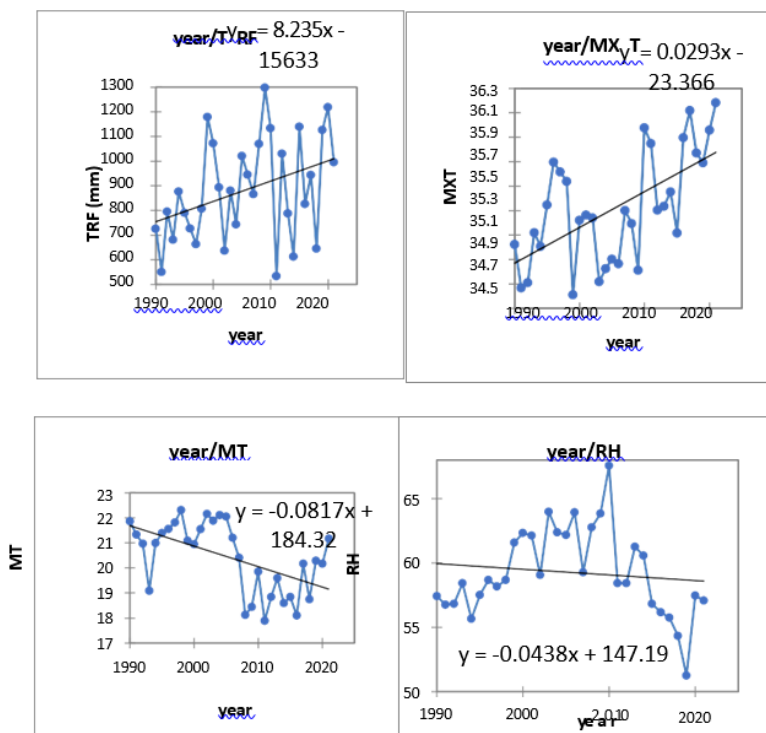 year/TRF
y = 8.235x -
15633
1300
1200
1100
1000
900
800
700
600
500
TRF (mm)
1990 2000 2010 2020
year
year/MX T
y = 0.0293x -
23.366
36.3
36.1
35.9
35.7
35.5
35.1
34.9
34.7
34.5
MXT
1990 2000 2010 2020
year
year/MT
y = -0.0817x +
184.32
23
22
21
20
19
18
17
MT
1990 2000 2010 2020
year
year/RH
65
60
55
50
RH
y = -0.0438x + 147.19
1990 2000 2010 2020
year